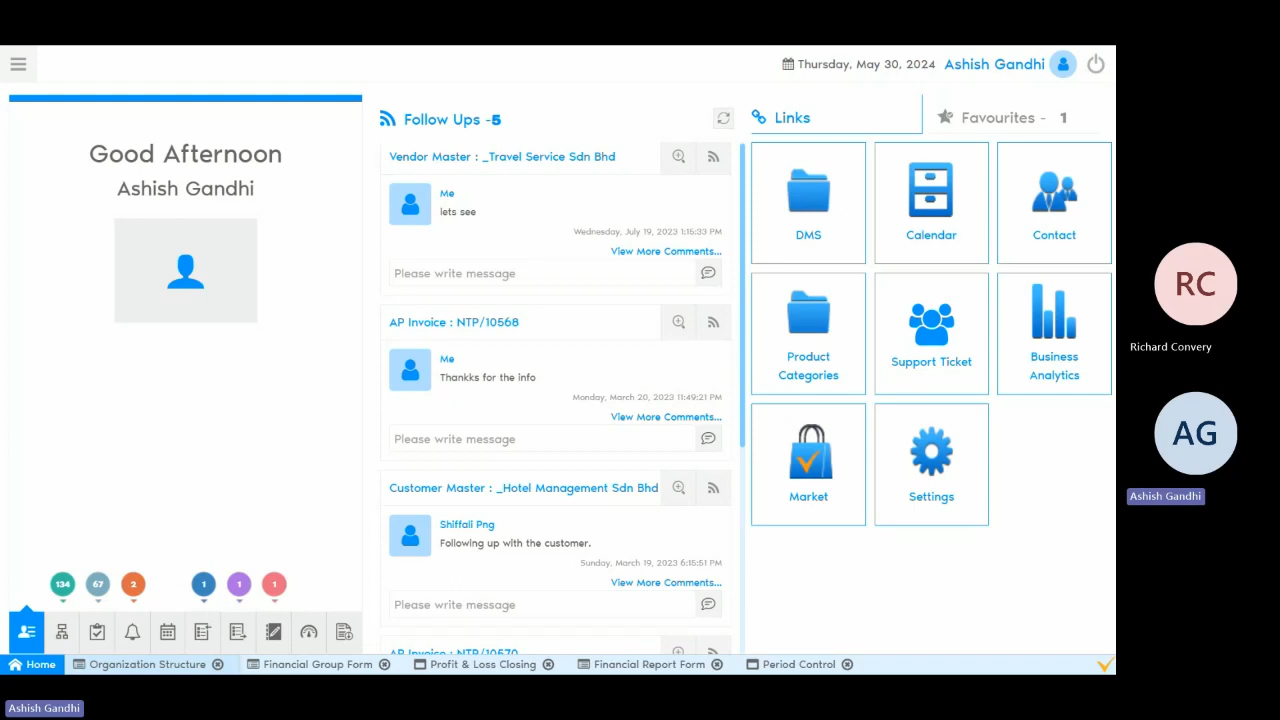 Thursday, May 30, 2024 Ashish Gandhi
Good Afternoon
Ashish Gandhi
134
67
2
1
1
1
Follow Ups -5
Vendor Master : _Travel Service Sdn Bhd
Me
lets see
Wednesday, July 19, 2023 1:15:33 PM
View More Comments...
Please write message
AP Invoice : NTP/10568
Me
Thankks for the info
Monday, March 20, 2023 11:49:21 PM
View More Comments...
Please write message
Customer Master : _Hotel Management Sdn Bhd
Shiffali Png
Following up with the customer.
Sunday, March 19, 2023 6:15:51 PM
View More Comments...
Please write message
AP Invoice : NTP/10570
Links
Favourites - 1
DMS
Calendar
Contact
Product
Categories
Support Ticket
Business
Analytics
Market
Settings
Home
Organization Structure
Financial Group Form
Profit & Loss Closing
Financial Report Form
Period Control
RC
Richard Convery
AG
Ashish Gandhi
Ashish Gandhi